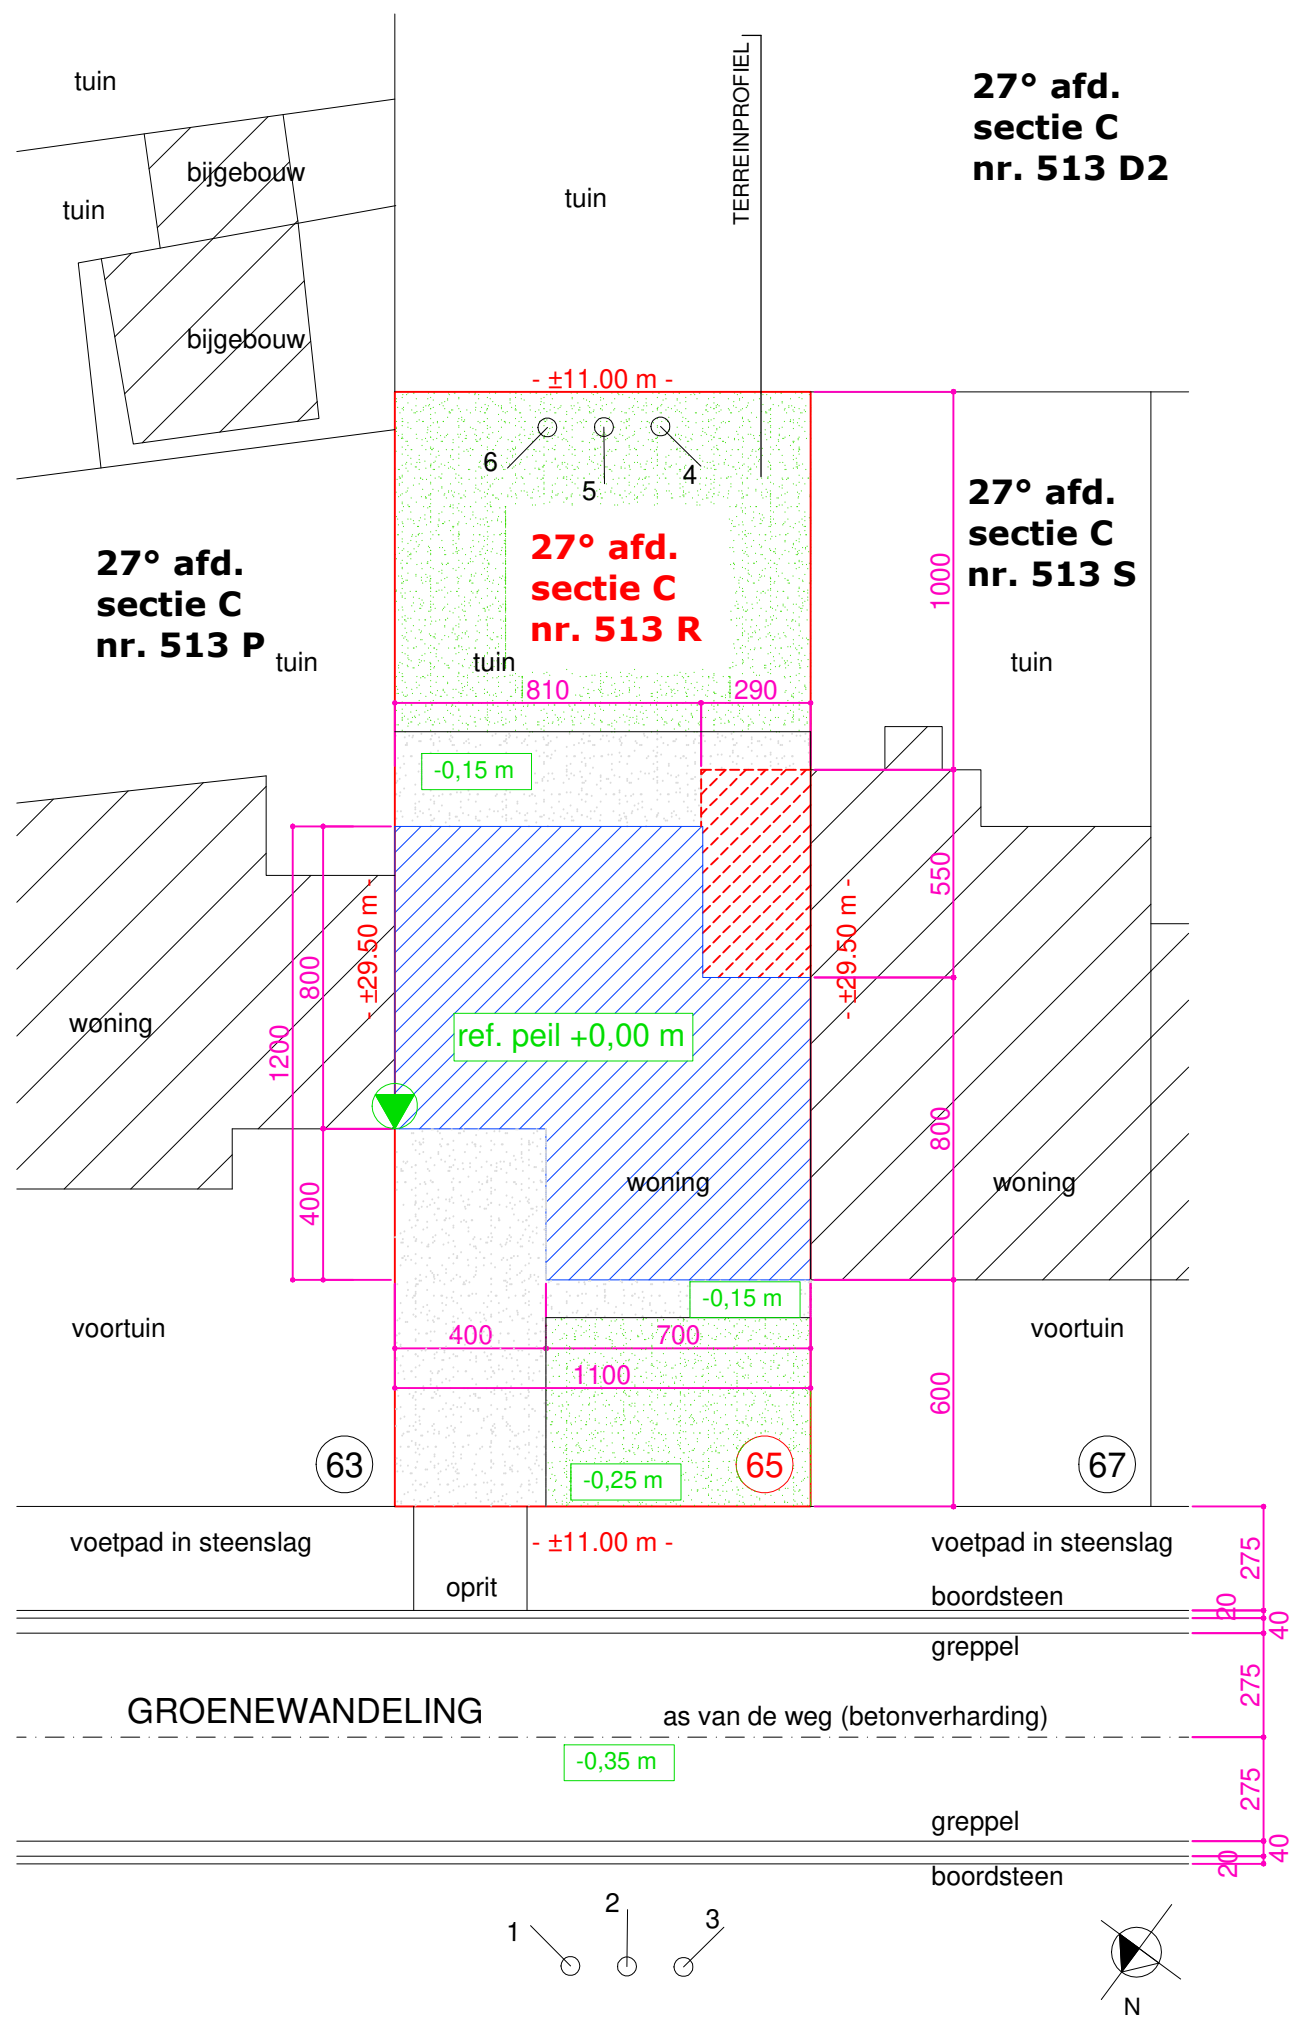 tuin
TERREINPROFIEL
27° afd.
sectie C
nr. 513 D2
bijgebouw
tuin
tuin
bijgebouw
- ±11.00 m -
6
5
4
27° afd.
sectie C
nr. 513 P
27° afd.
sectie C
nr. 513 R
27° afd.
sectie C
nr. 513 S
1000
tuin
tuin
tuin
810
290
-0,15 m
550
- ±29.50 m -
- ±29.50 m -
800
1200
woning
ref. peil +0,00 m
800
400
woning
woning
-0,15 m
voortuin
400
700
voortuin
1100
600
63
65
67
-0,25 m
voetpad in steenslag
- ±11.00 m -
voetpad in steenslag
275
oprit
boordsteen
20
40
greppel
275
GROENEWANDELING
as van de weg (betonverharding)
-0,35 m
275
greppel
40
20
boordsteen
1
2
3
N